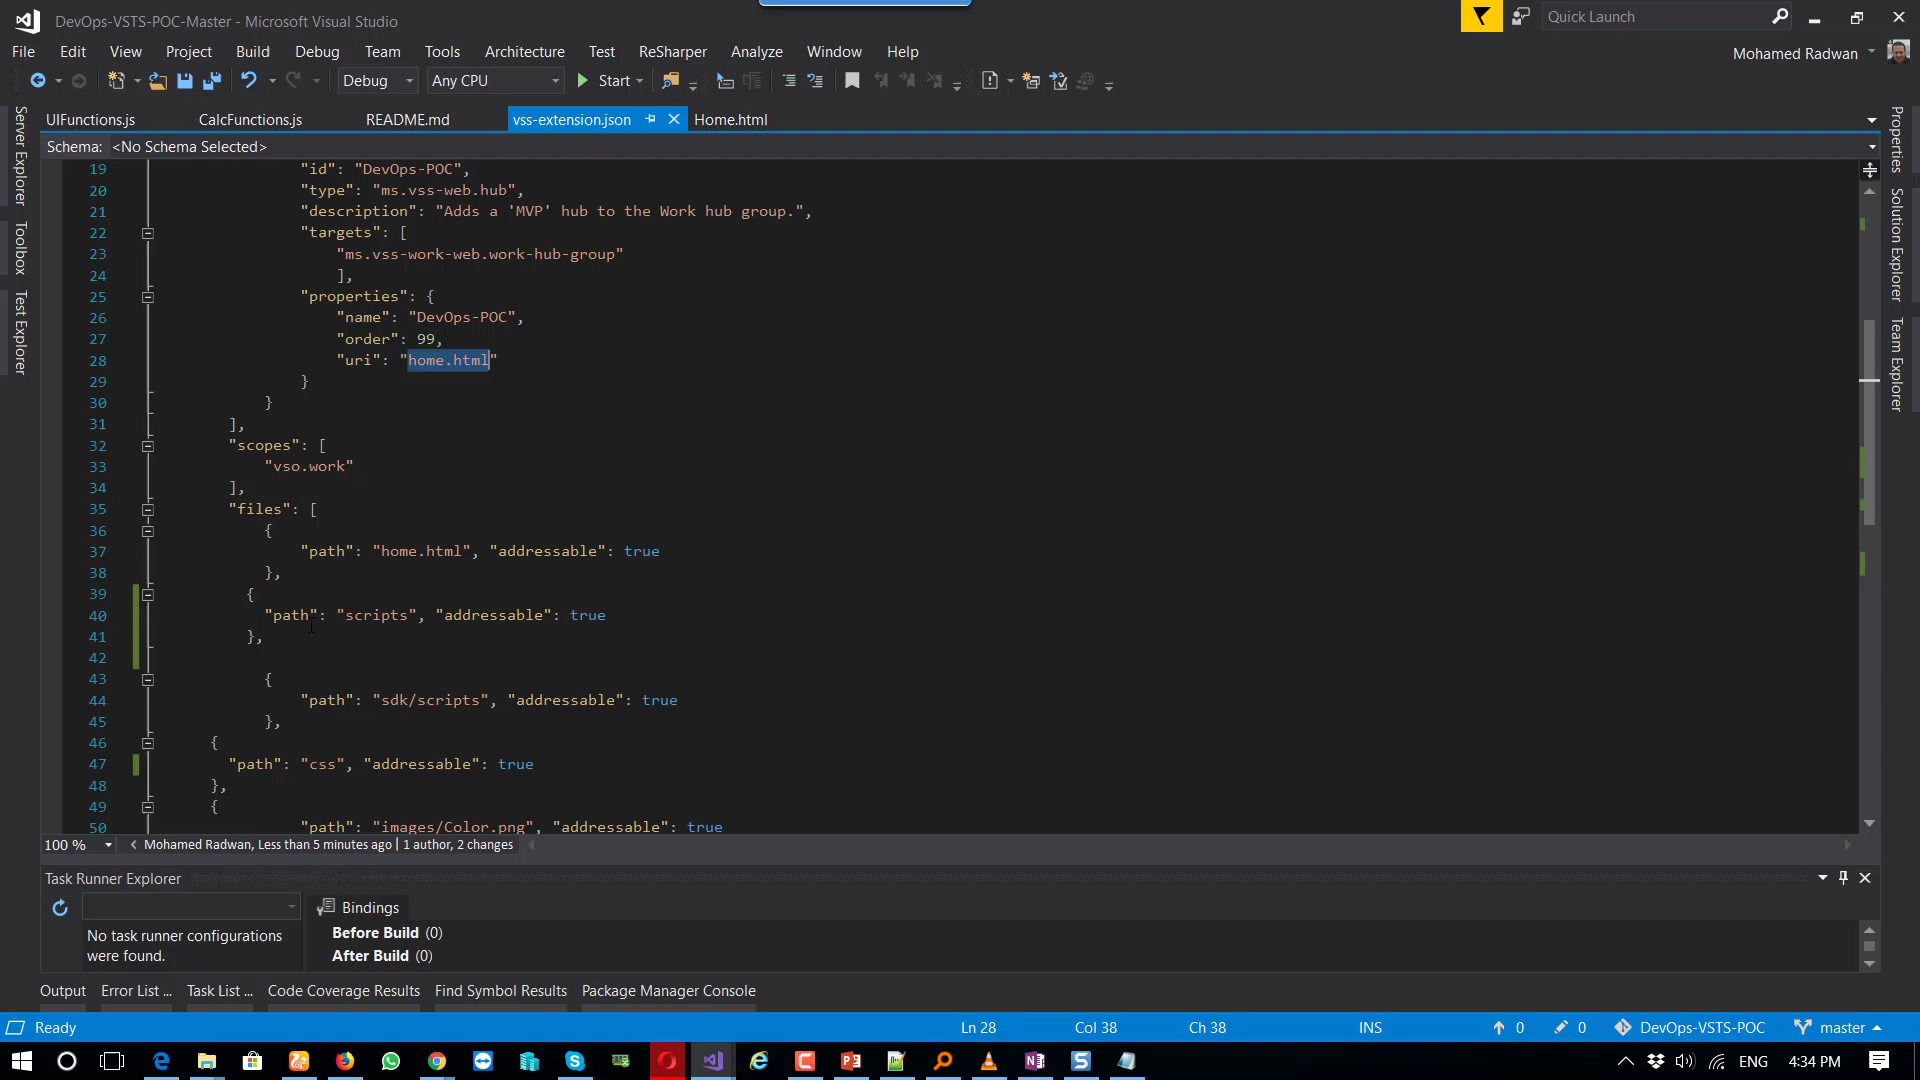 DevOps-VSTS-POC-Master - Microsoft Visual Studio
Quick Launch
File Edit View Project Build Debug Team Tools Architecture Test ReSharper Analyze Window Help
Mohamed Radwan
Debug Any CPU Start
UIFunctions.js CalcFunctions.js README.md vss-extension.json Home.html
Schema: <No Schema Selected>
Server Explorer
Toolbox
Test Explorer
Properties
Solution Explorer
Team Explorer
19 "id": "DevOps-POC",
20 "type": "ms.vss-web.hub",
21 "description": "Adds a 'MVP' hub to the Work hub group.",
22 "targets": [
23 "ms.vss-work-web.work-hub-group"
24 ],
25 "properties": {
26 "name": "DevOps-POC",
27 "order": 99,
28 "uri": "home.html"
29 }
30 }
31 ],
32 "scopes": [
33 "vso.work"
34 ],
35 "files": [
36 {
37 "path": "home.html", "addressable": true
38 },
39 {
40 "path": "scripts", "addressable": true
41 },
42
43 {
44 "path": "sdk/scripts", "addressable": true
45 },
46 {
47 "path": "css", "addressable": true
48 },
49 {
50 "path": "images/Color.png", "addressable": true
100 % Mohamed Radwan, Less than 5 minutes ago | 1 author, 2 changes
Task Runner Explorer
Bindings
No task runner configurations
were found.
Before Build (0)
After Build (0)
Output Error List ... Task List ... Code Coverage Results Find Symbol Results Package Manager Console
Ready Ln 28 Col 38 Ch 38 INS 0 0 DevOps-VSTS-POC master
ENG 4:34 PM